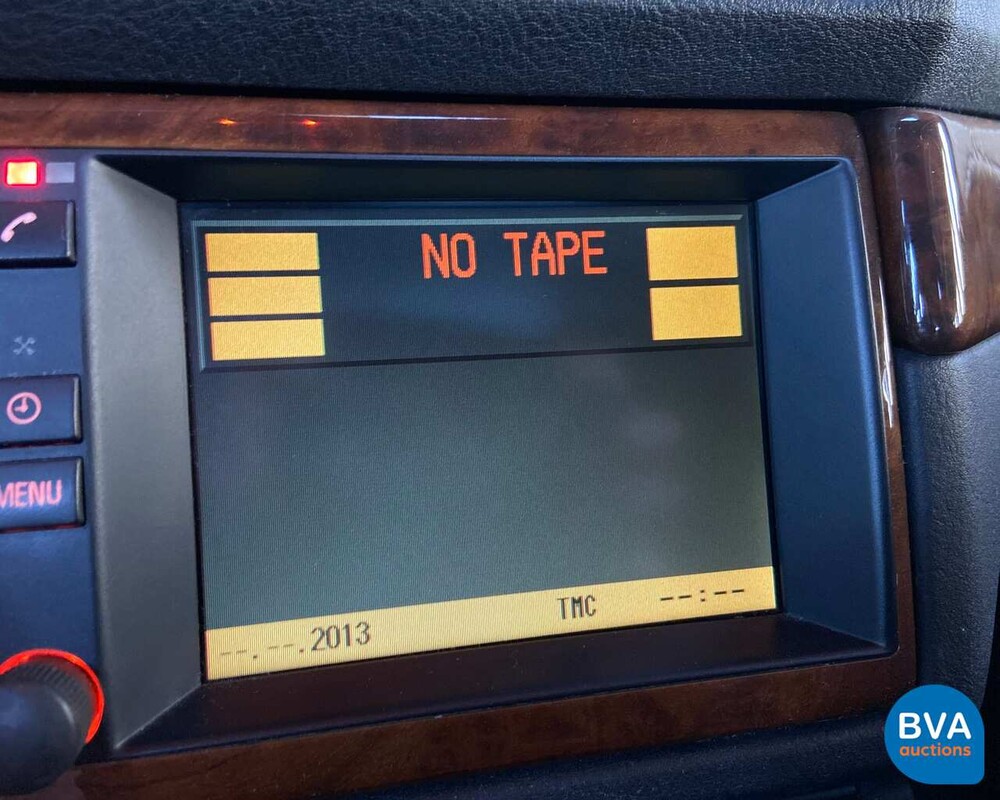 NO TAPE
MENU
--.--.2013 TMC --:--
BVA
auctions